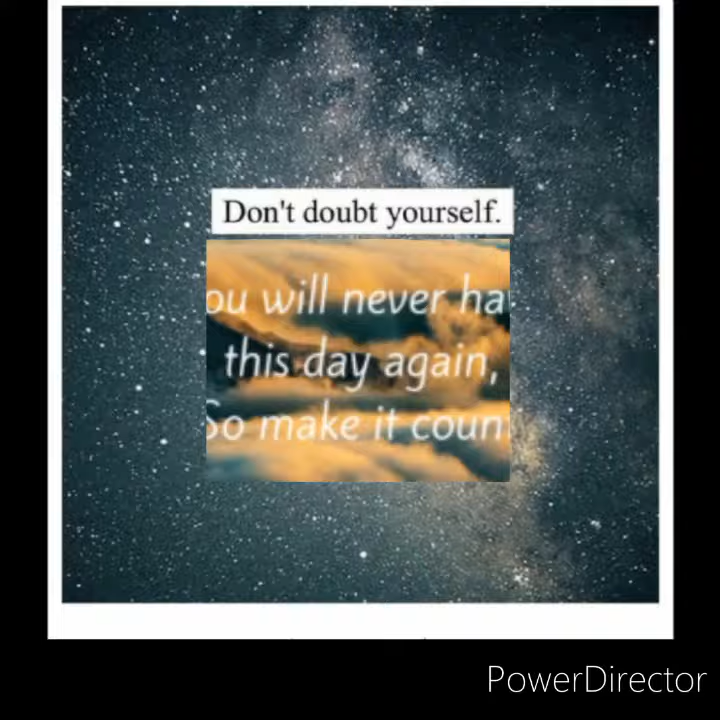 Don't doubt yourself.
ou will never ha
this day again,
So make it coun
PowerDirector